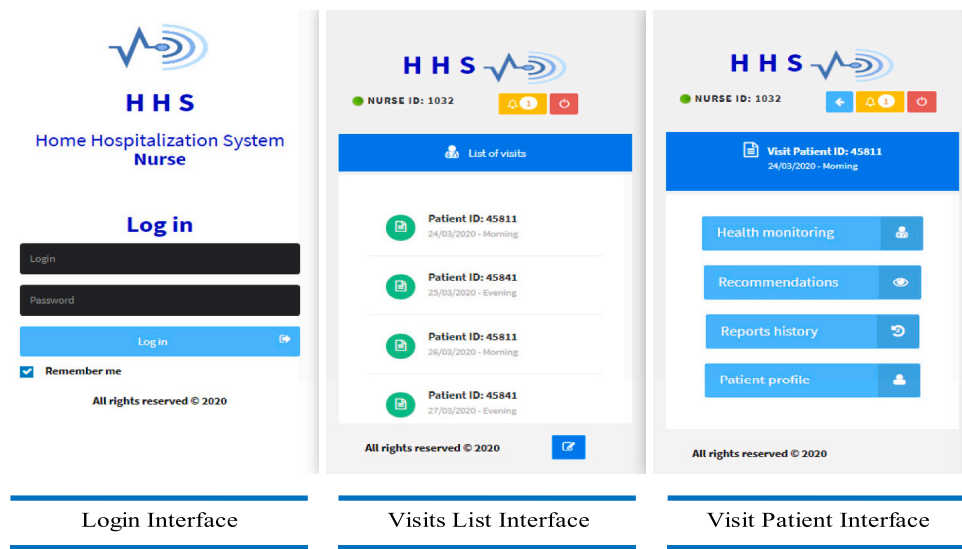 H H S
Home Hospitalization System
Nurse
Log in
Login
Password
Log in
Remember me
All rights reserved © 2020
Login Interface
H H S
NURSE ID: 1032
1
List of visits
Patient ID: 45811
24/03/2020 - Morning
Patient ID: 45841
25/03/2020 - Evening
Patient ID: 45811
26/03/2020 - Morning
Patient ID: 45841
27/03/2020 - Evening
All rights reserved © 2020
Visits List Interface
H H S
NURSE ID: 1032
1
Visit Patient ID: 45811
24/03/2020 - Morning
Health monitoring
Recommendations
Reports history
Patient profile
All rights reserved © 2020
Visit Patient Interface